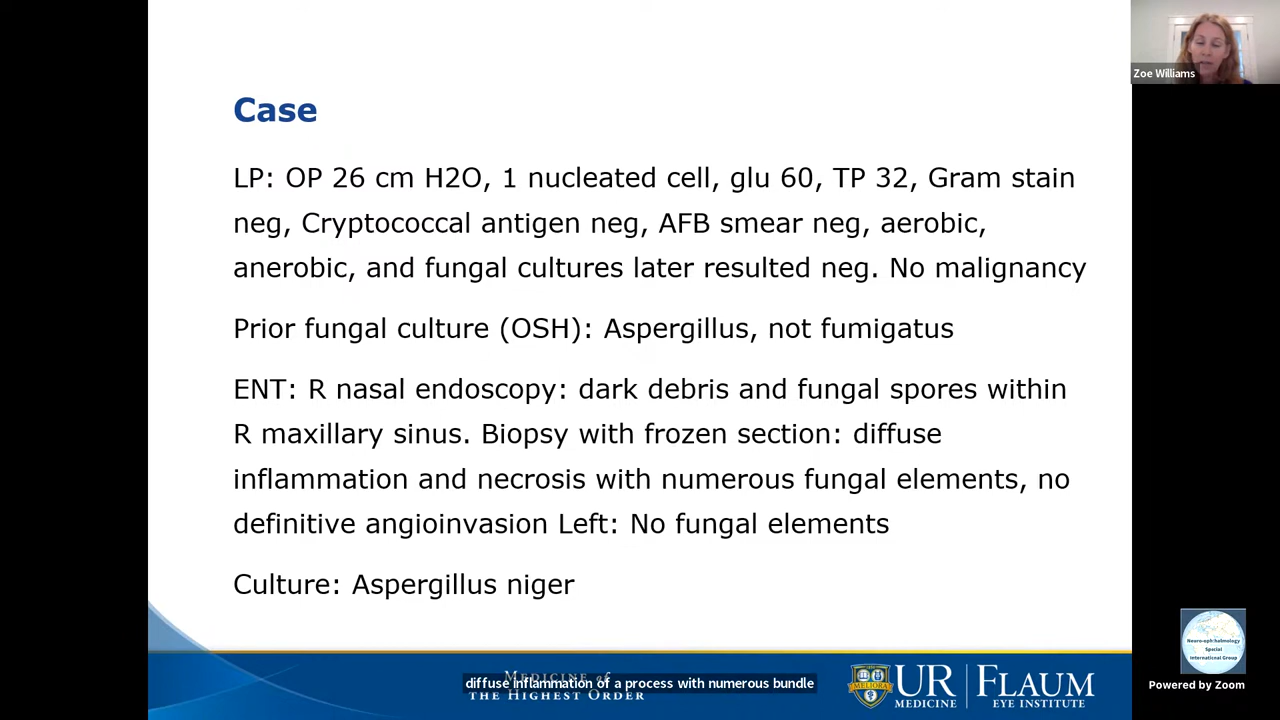 Zoe Williams
Case
LP: OP 26 cm H2O, 1 nucleated cell, glu 60, TP 32, Gram stain
neg, Cryptococcal antigen neg, AFB smear neg, aerobic,
anerobic, and fungal cultures later resulted neg. No malignancy
Prior fungal culture (OSH): Aspergillus, not fumigatus
ENT: R nasal endoscopy: dark debris and fungal spores within
R maxillary sinus. Biopsy with frozen section: diffuse
inflammation and necrosis with numerous fungal elements, no
definitive angioinvasion Left: No fungal elements
Culture: Aspergillus niger
Neuro-ophthalmology
Special
International Group
Powered by Zoom
MEDICINE of
THE HIGHEST ORDER
diffuse inflammation of a process with numerous bundle
MELIORA
UR
MEDICINE
FLAUM
EYE INSTITUTE